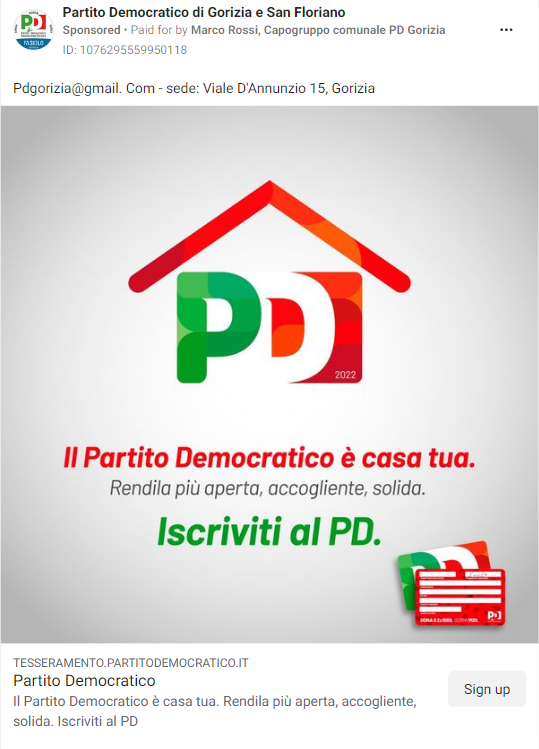 Partito Democratico di Gorizia e San Floriano
Sponsored • Paid for by Marco Rossi, Capogruppo comunale PD Gorizia
ID: 1076295559950118
PD
FASIOLO
Pdgorizia@gmail. Com - sede: Viale D'Annunzio 15, Gorizia
PD
2022
Il Partito Democratico è casa tua.
Rendila più aperta, accogliente, solida.
Iscriviti al PD.
PD
DONA IL 2x1000,
PD
TESSERAMENTO.PARTITODEMOCRATICO.IT
Partito Democratico
Il Partito Democratico è casa tua. Rendila più aperta, accogliente,
solida. Iscriviti al PD
Sign up